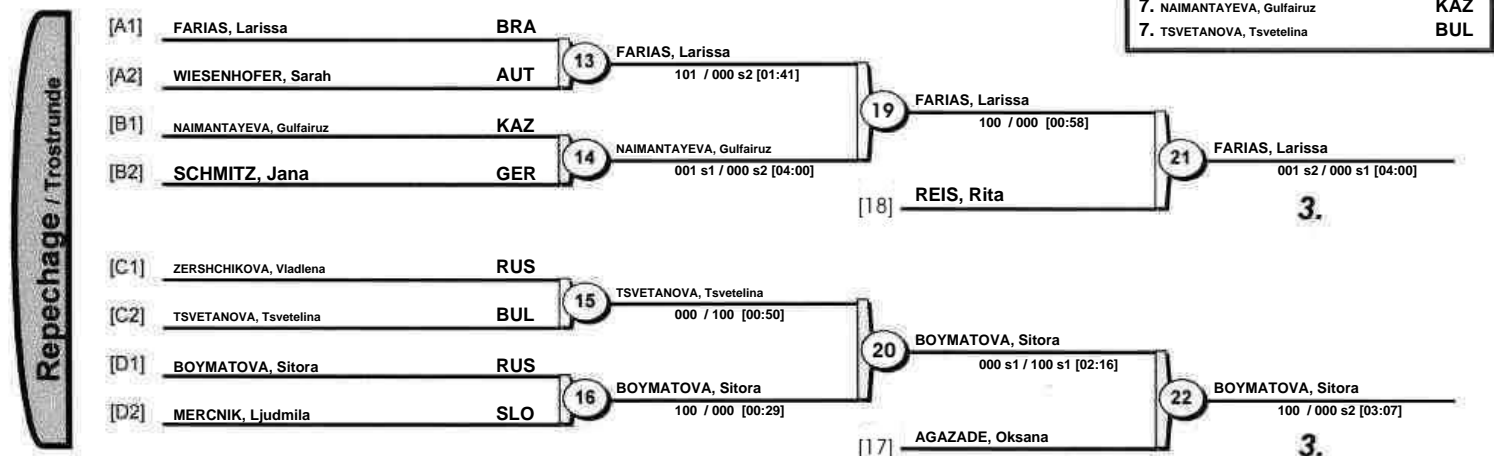 7. NAIMANTAYEVA, Gulfairuz KAZ
7. TSVETANOVA, Tsvetelina BUL
Repechage / Trostrunde
[A1] FARIAS, Larissa BRA
13 FARIAS, Larissa
101 / 000 s2 [01:41]
[A2] WIESENHOFER, Sarah AUT
19 FARIAS, Larissa
100 / 000 [00:58]
[B1] NAIMANTAYEVA, Gulfairuz KAZ
14 NAIMANTAYEVA, Gulfairuz
001 s1 / 000 s2 [04:00]
[B2] SCHMITZ, Jana GER
21 FARIAS, Larissa
001 s2 / 000 s1 [04:00]
[18] REIS, Rita
3.
[C1] ZERSHCHIKOVA, Vladlena RUS
15 TSVETANOVA, Tsvetelina
000 / 100 [00:50]
[C2] TSVETANOVA, Tsvetelina BUL
20 BOYMATOVA, Sitora
000 s1 / 100 s1 [02:16]
[D1] BOYMATOVA, Sitora RUS
16 BOYMATOVA, Sitora
100 / 000 [00:29]
[D2] MERCNIK, Ljudmila SLO
22 BOYMATOVA, Sitora
100 / 000 s2 [03:07]
[17] AGAZADE, Oksana
3.